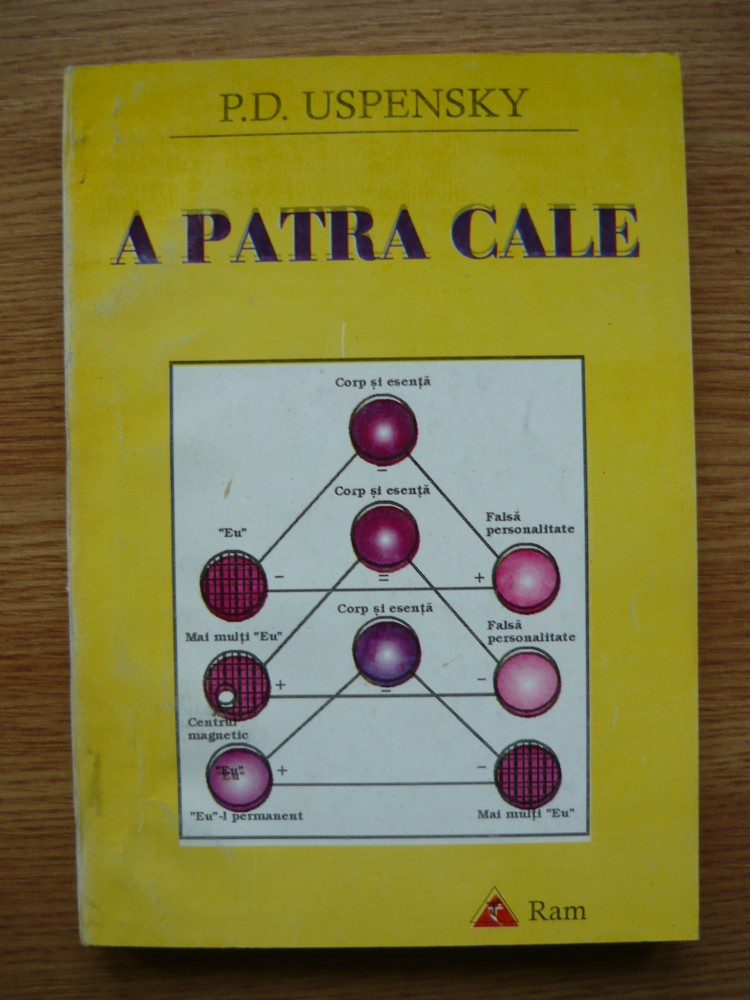 P.D. USPENSKY
A PATRA CALE
Corp și esență
=
Corp și esență
"Eu"
Falsă
personalitate
- = +
Corp și esență
Mai mulți "Eu"
Falsă
personalitate
+ = -
Centrul
magnetic
"Eu"
+ -
"Eu"-l permanent
Mai mulți "Eu"
Ram